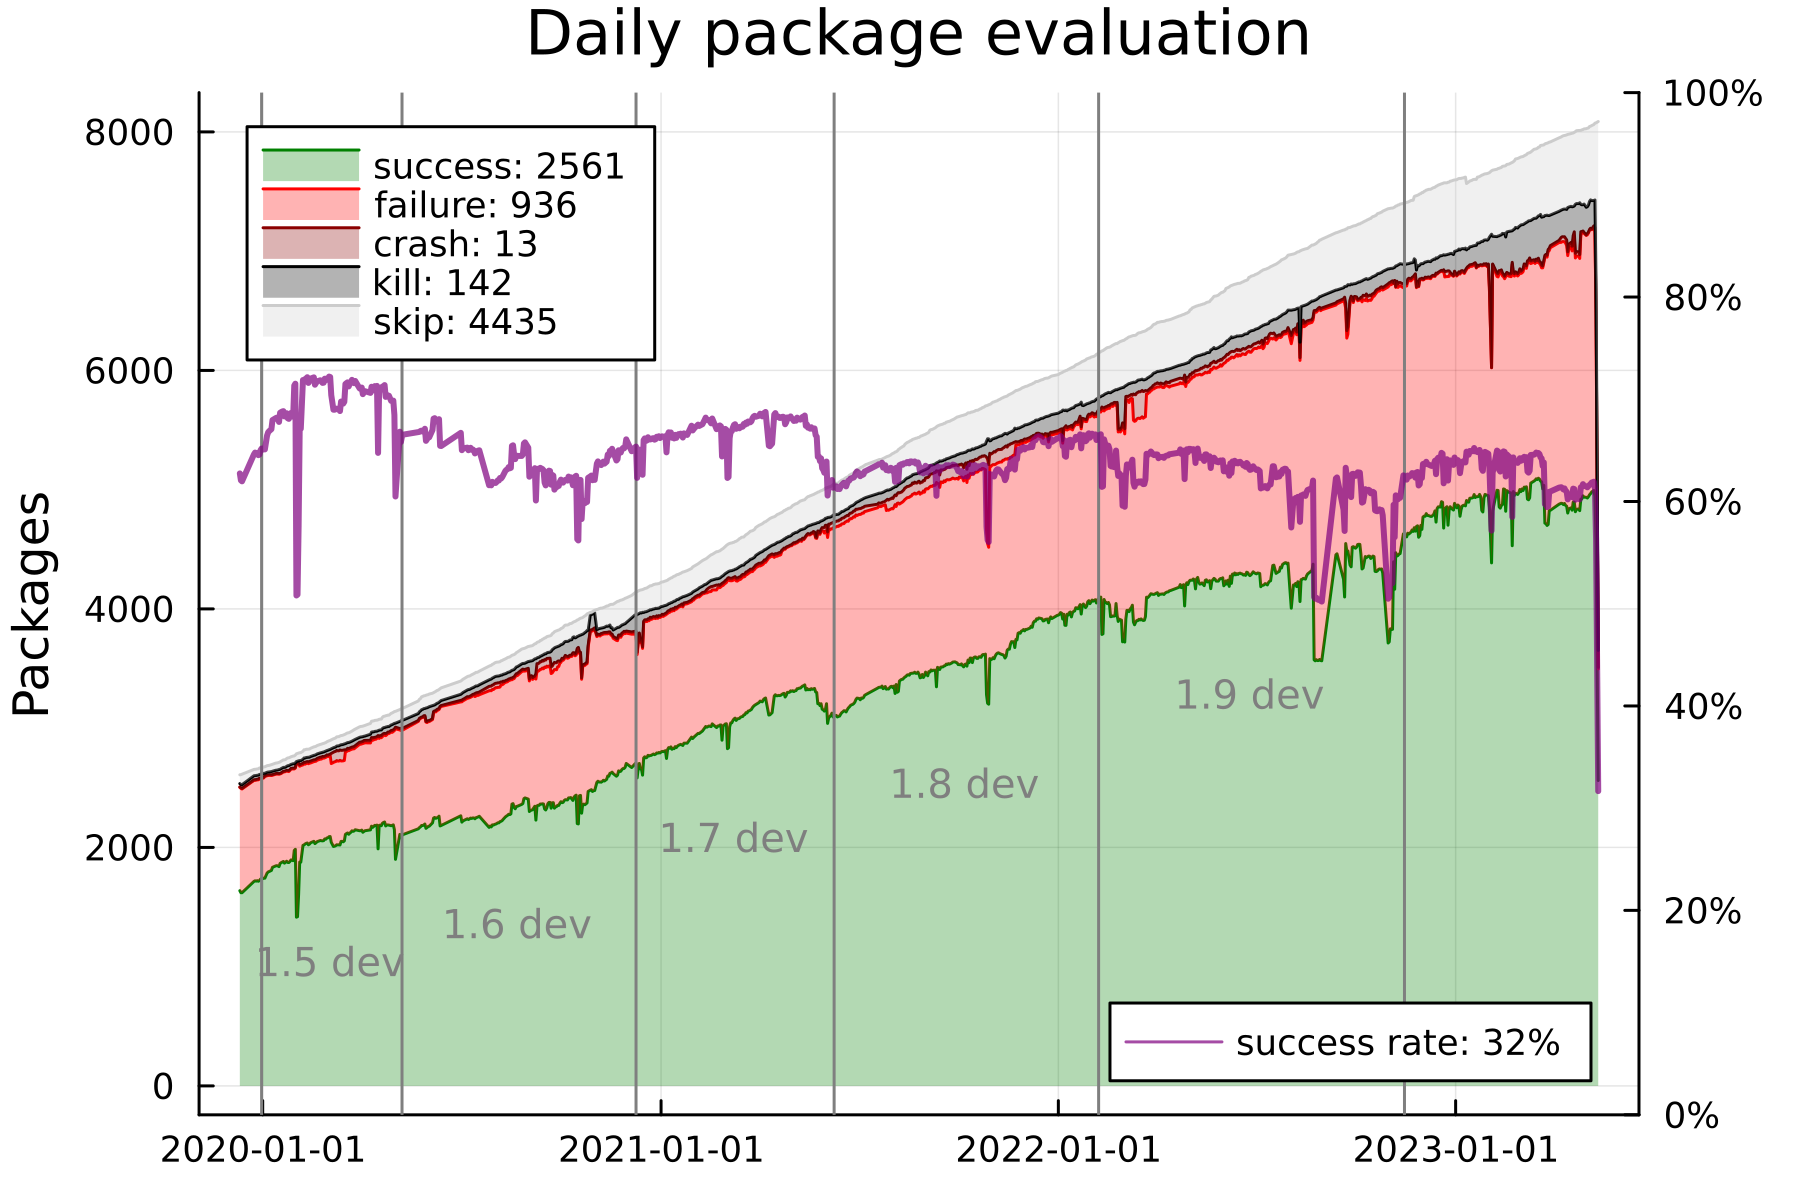 Daily package evaluation
100%
8000
success: 2561
failure: 936
crash: 13
kill: 142
skip: 4435
80%
6000
60%
Packages
4000
1.9 dev
40%
1.8 dev
1.7 dev
2000
1.6 dev
20%
1.5 dev
success rate: 32%
0
0%
2020-01-01
2021-01-01
2022-01-01
2023-01-01